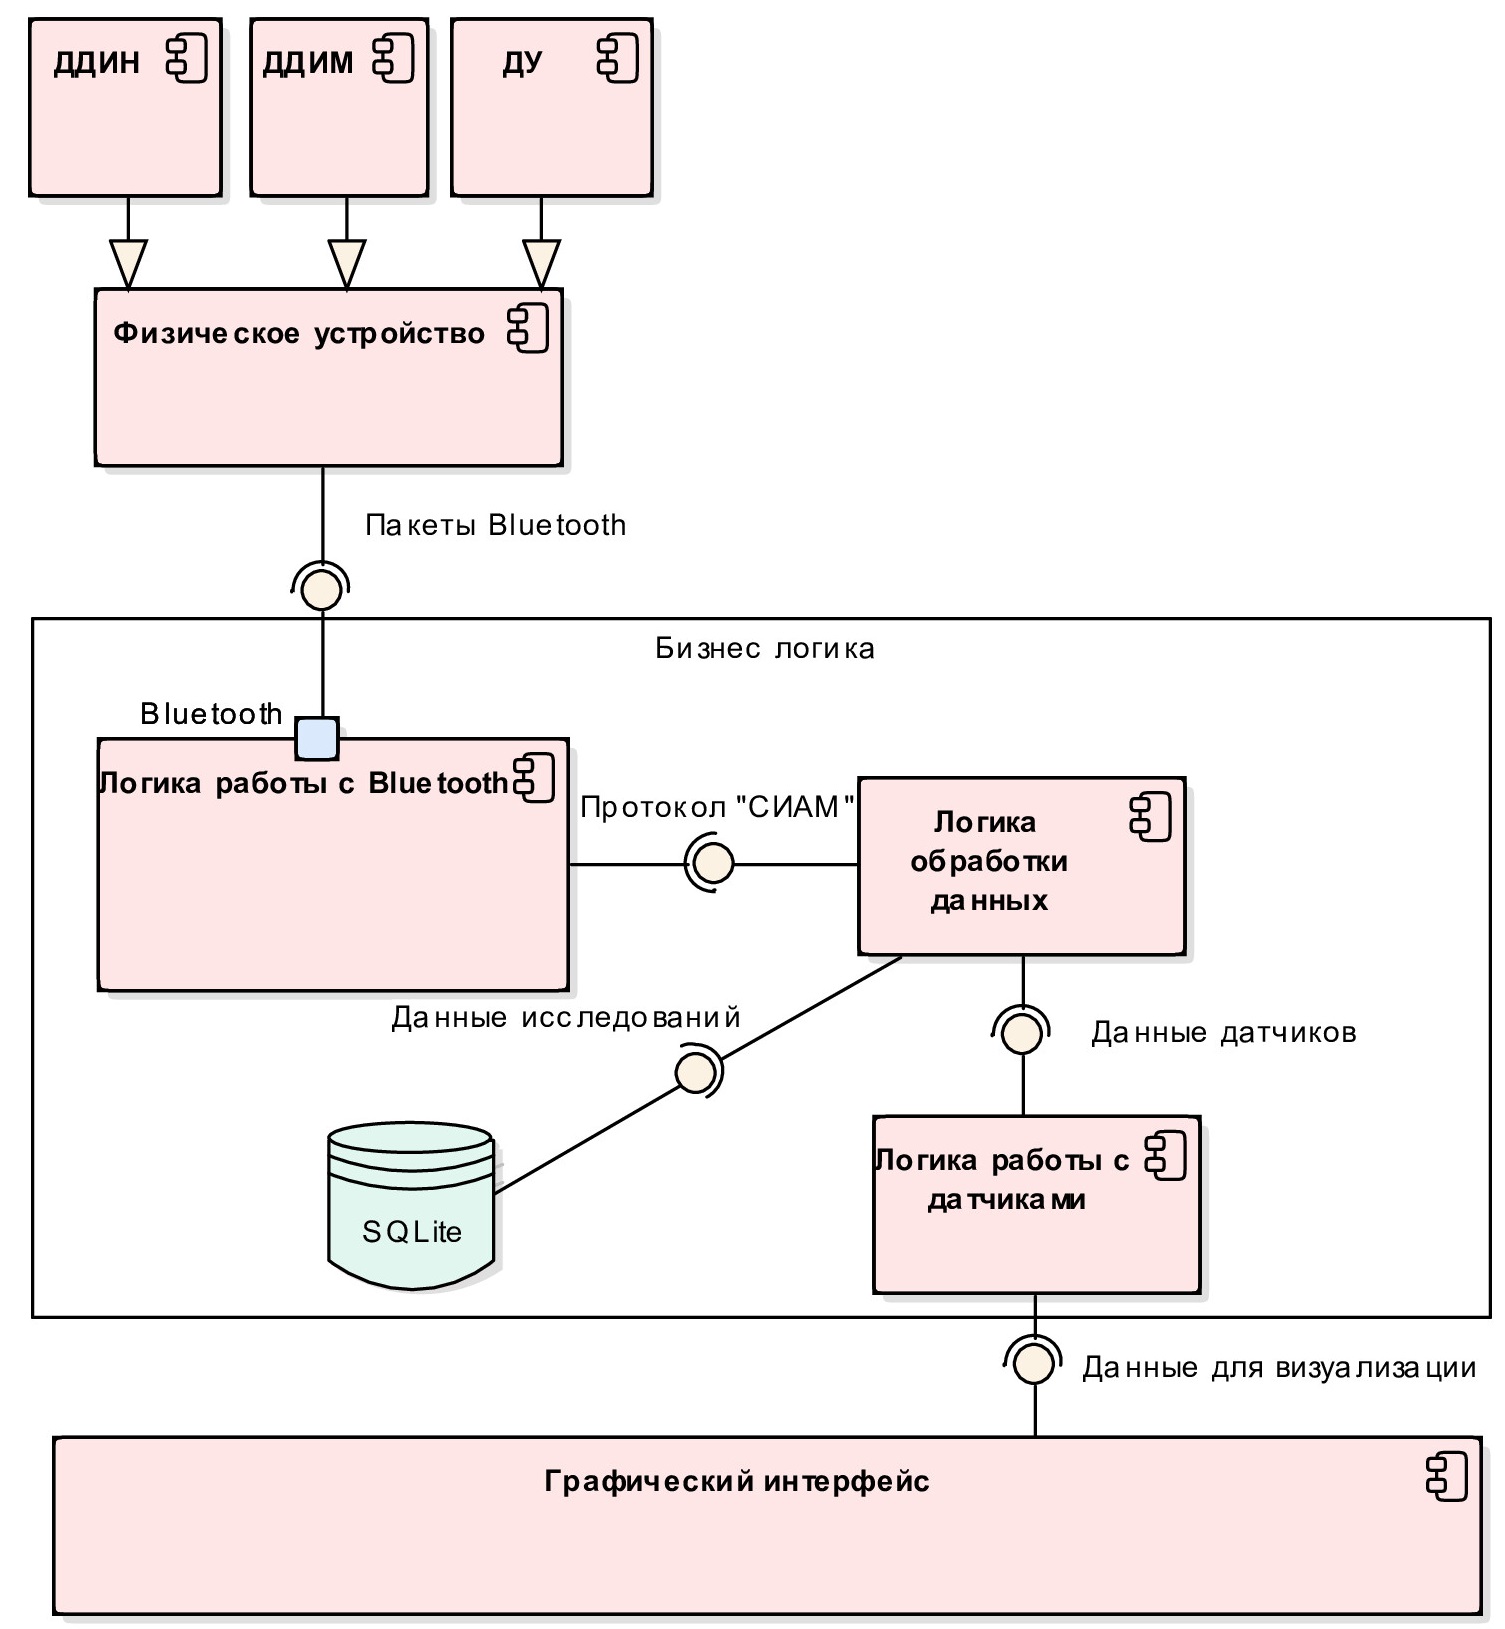 ДДИН
ДДИМ
ДУ
Физическое устройство
Пакеты Bluetooth
Бизнес логика
Bluetooth
Логика работы с Bluetooth
Протокол "СИАМ"
Логика
обработки
данных
Данные исследований
Данные датчиков
Логика работы с
датчиками
SQLite
Данные для визуализации
Графический интерфейс